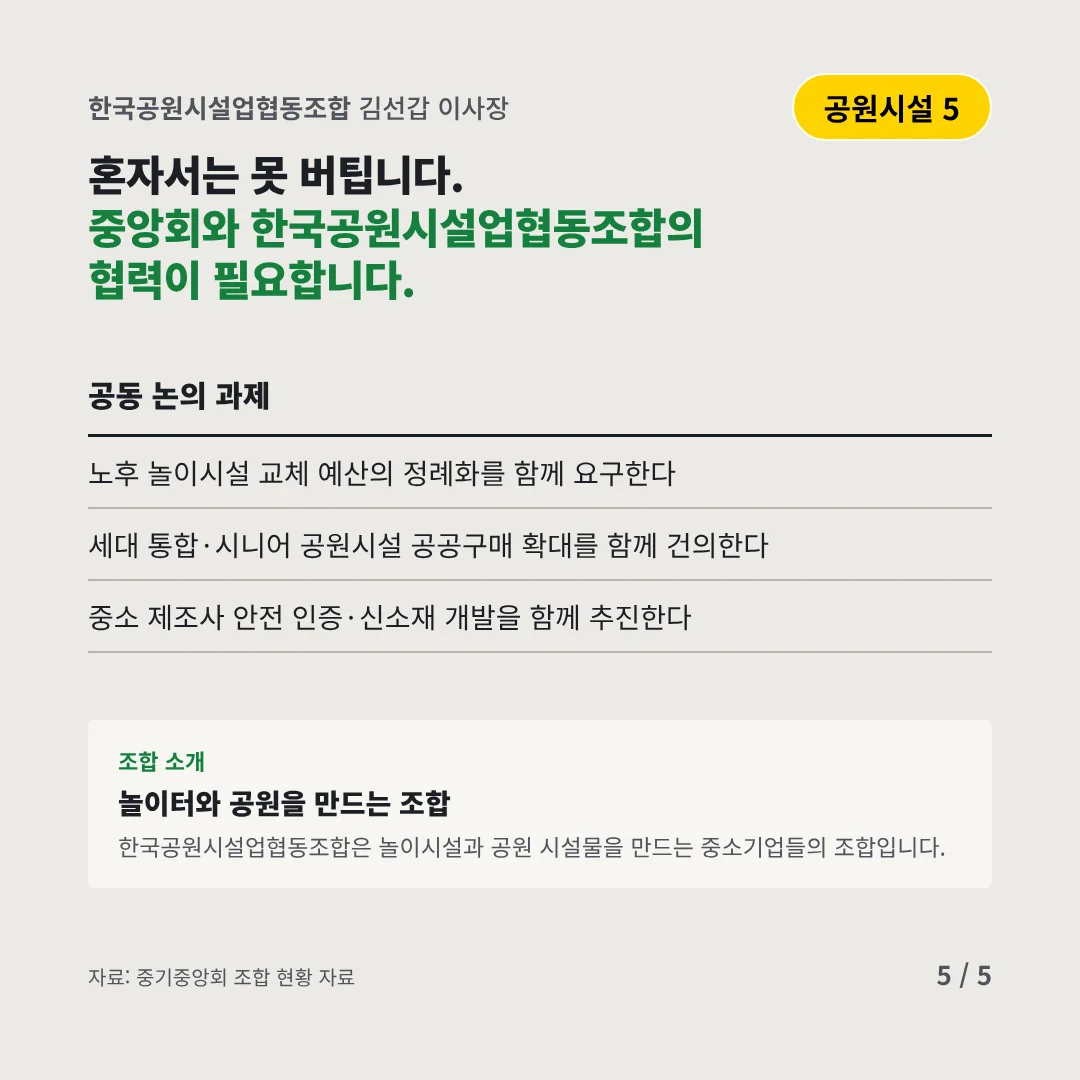 한국공원시설업협동조합 김선갑 이사장
공원시설 5
혼자서는 못 버팁니다.
중앙회와 한국공원시설업협동조합의
협력이 필요합니다.
공동 논의 과제
노후 놀이시설 교체 예산의 정례화를 함께 요구한다
세대 통합·시니어 공원시설 공공구매 확대를 함께 건의한다
중소 제조사 안전 인증·신소재 개발을 함께 추진한다
조합 소개
놀이터와 공원을 만드는 조합
한국공원시설업협동조합은 놀이시설과 공원 시설물을 만드는 중소기업들의 조합입니다.
자료: 중기중앙회 조합 현황 자료
5 / 5